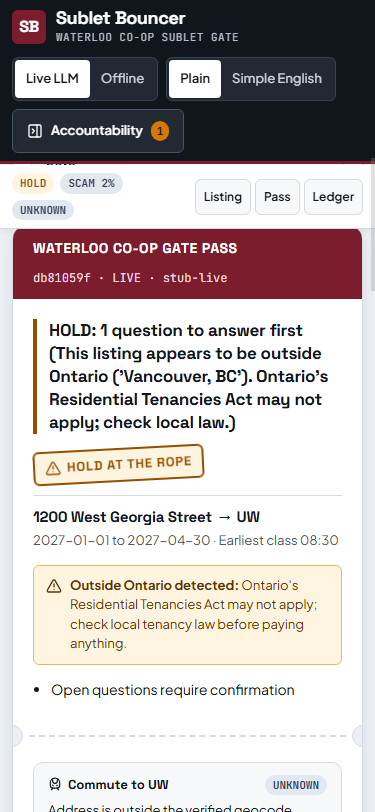 SB
Sublet Bouncer
WATERLOO CO-OP SUBLET GATE
Live LLM
Offline
Plain
Simple English
Accountability
1
HOLD
SCAM 2%
UNKNOWN
Listing
Pass
Ledger
WATERLOO CO-OP GATE PASS
db81059f · LIVE · stub-live
HOLD: 1 question to answer first
(This listing appears to be outside
Ontario ('Vancouver, BC'). Ontario's
Residential Tenancies Act may not
apply; check local law.)
HOLD AT THE ROPE
1200 West Georgia Street → UW
2027-01-01 to 2027-04-30 · Earliest class 08:30
Outside Ontario detected: Ontario's
Residential Tenancies Act may not apply;
check local tenancy law before paying
anything.
• Open questions require confirmation
Commute to UW
UNKNOWN
Address is outside the verified geocode